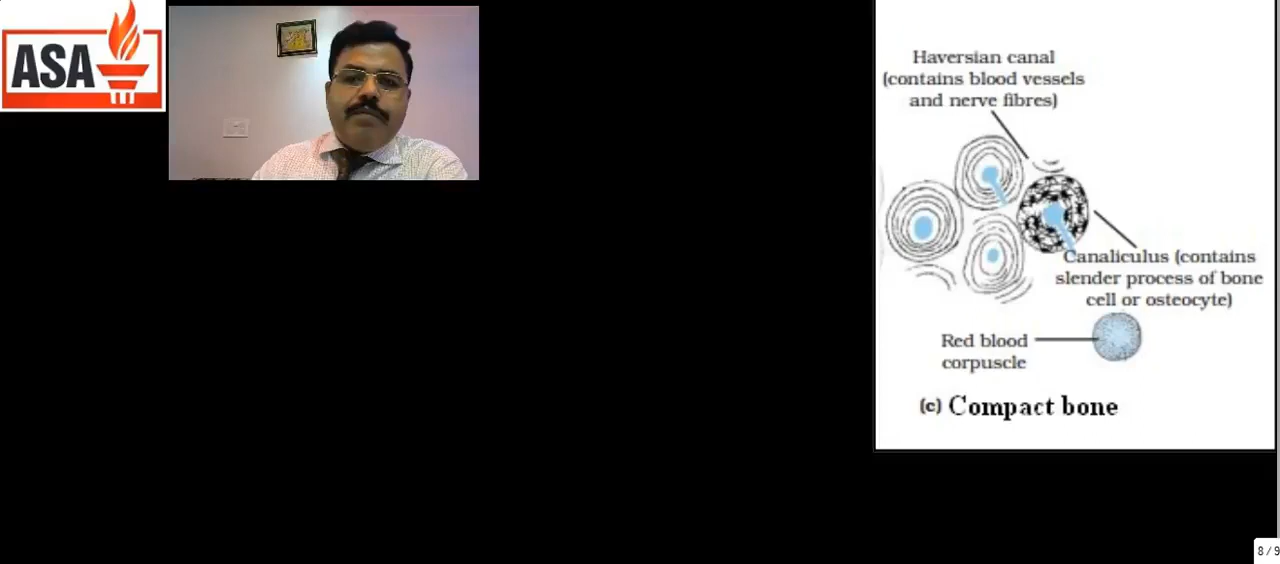 ASA
Haversian canal
(contains blood vessels
and nerve fibres)
Canaliculus (contains
slender process of bone
cell or osteocyte)
Red blood
corpuscle
(c) Compact bone
8 / 9